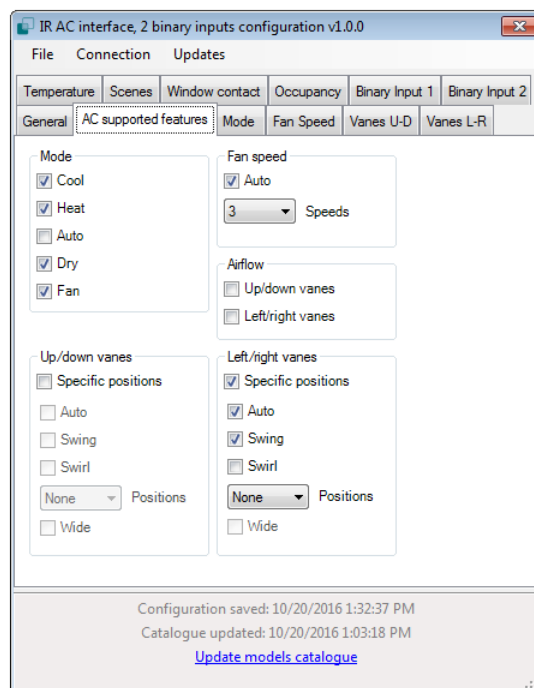 IR AC interface, 2 binary inputs configuration v1.0.0
File Connection Updates
Temperature Scenes Window contact Occupancy Binary Input 1 Binary Input 2
General AC supported features Mode Fan Speed Vanes U-D Vanes L-R
Mode
Cool
Heat
Auto
Dry
Fan
Fan speed
Auto
3 Speeds
Airflow
Up/down vanes
Left/right vanes
Up/down vanes
Specific positions
Auto
Swing
Swirl
None Positions
Wide
Left/right vanes
Specific positions
Auto
Swing
Swirl
None Positions
Wide
Configuration saved: 10/20/2016 1:32:37 PM
Catalogue updated: 10/20/2016 1:03:18 PM
Update models catalogue